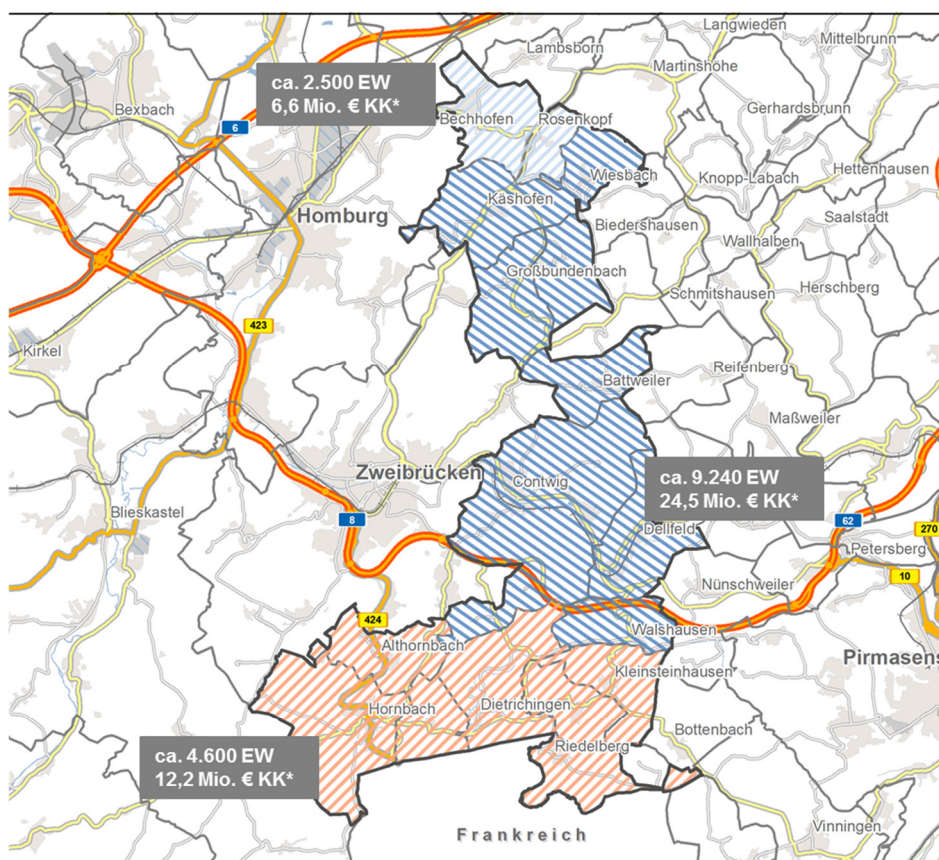 Langwieden
Mittelbrunn
Lambsborn
Martinshöhe
ca. 2.500 EW
6,6 Mio. € KK*
Bexbach
Bechhofen
Rosenkopf
Gerhardsbrunn
6
Wiesbach
Knopp-Labach
Hettenhausen
Käshofen
Homburg
Biedershausen
Saalstadt
Wallhalben
Großbundenbach
Schmitshausen
Herschberg
423
Kirkel
Battweiler
Reifenberg
Maßweiler
Zweibrücken
Contwig
ca. 9.240 EW
24,5 Mio. € KK*
Blieskastel
8
62
Dellfeld
270
Petersberg
Nünschweiler
10
424
Walshausen
Althornbach
Pirmasens
Kleinsteinhausen
Hornbach
Dietrichingen
Bottenbach
ca. 4.600 EW
12,2 Mio. € KK*
Riedelberg
Frankreich
Vinningen